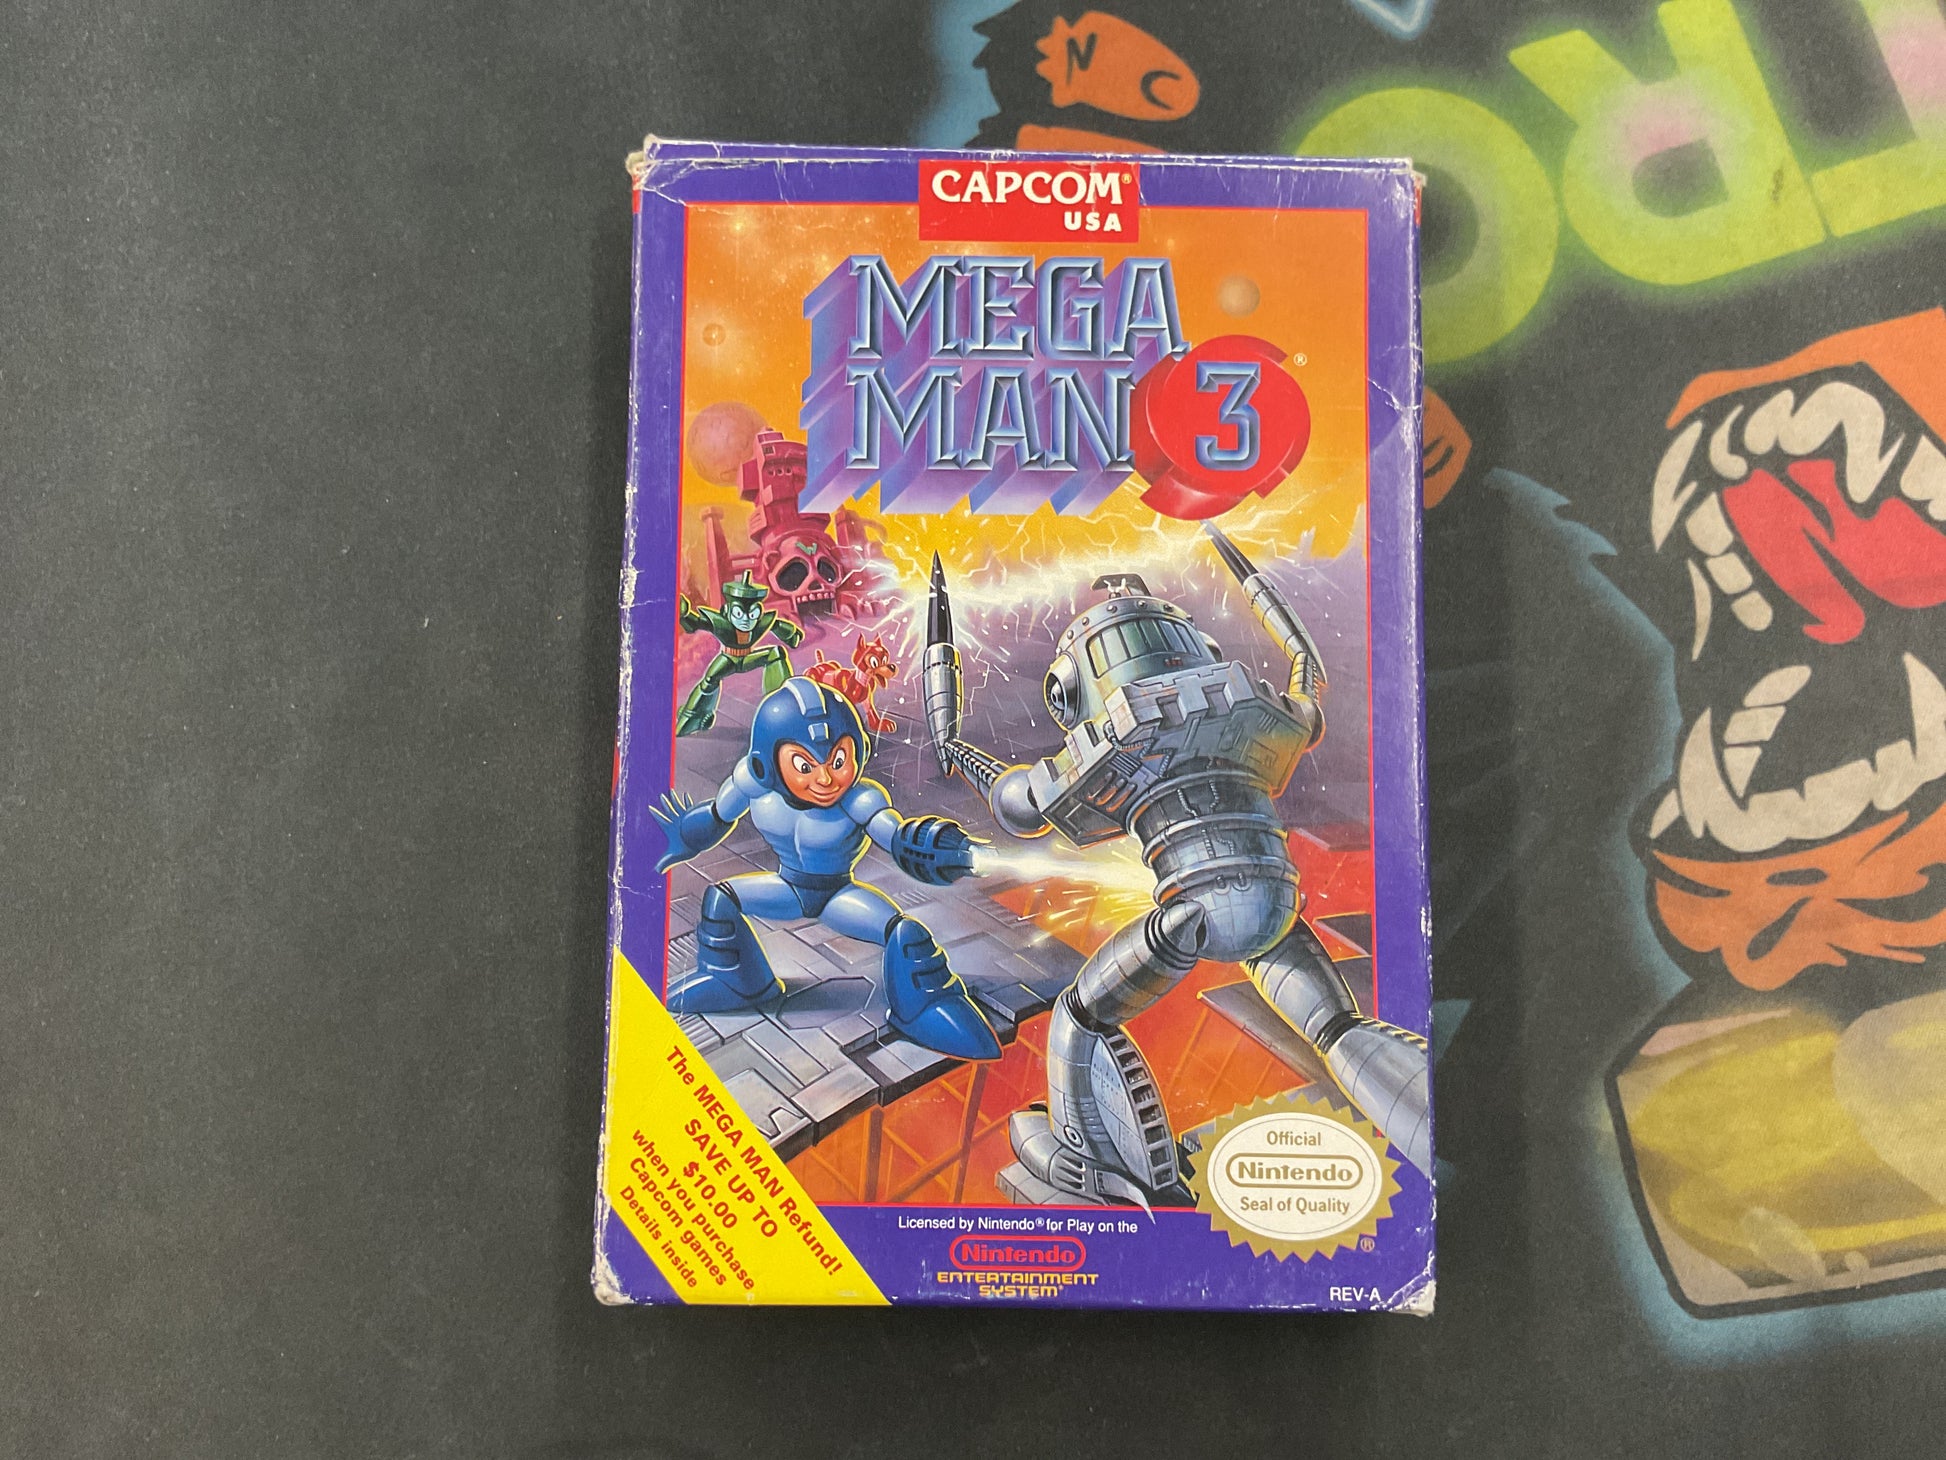 CAPCOM®
USA
MEGA
MAN 3 ®
The MEGA MAN Refund!
SAVE UP TO
$10.00
when you purchase
Capcom games
Details inside
Licensed by Nintendo® for Play on the
Nintendo
ENTERTAINMENT
SYSTEM®
Official
Nintendo
Seal of Quality
®
REV-A
N C
W